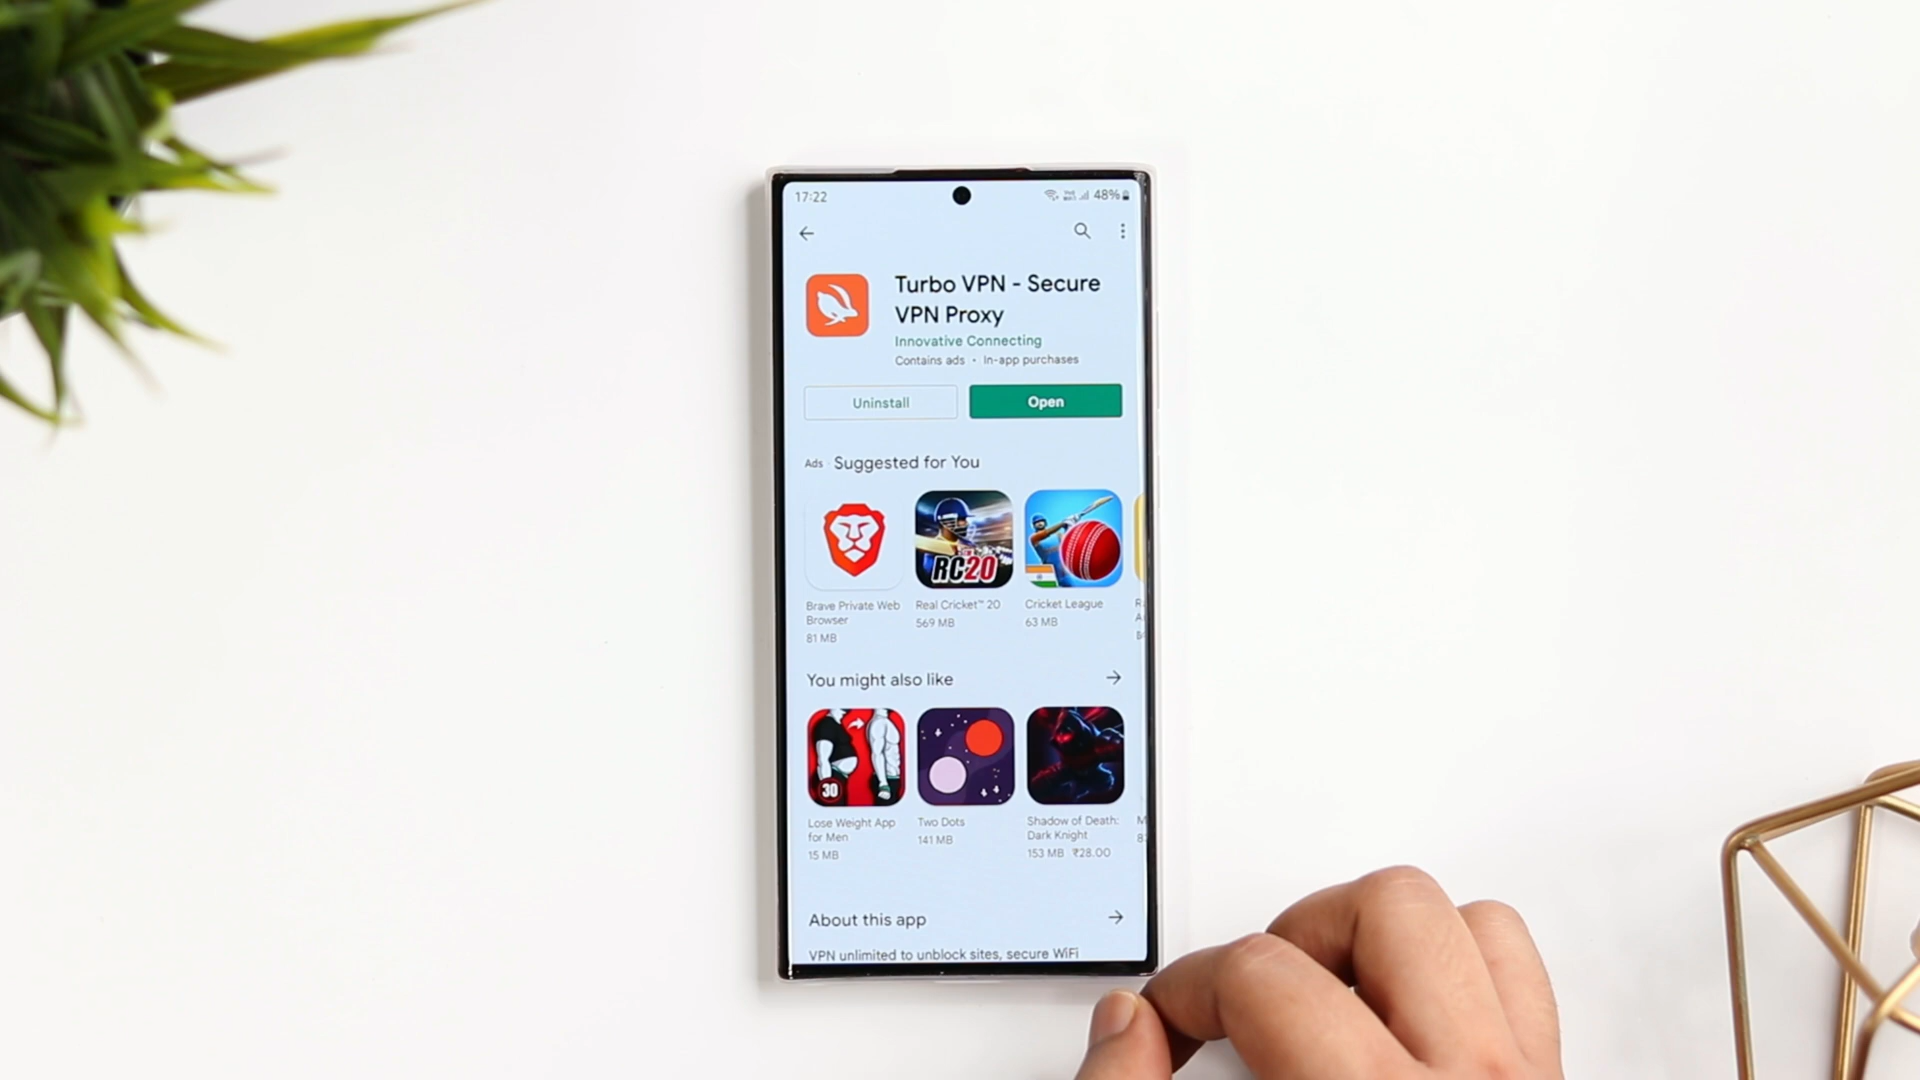 17:22
48%
Turbo VPN - Secure
VPN Proxy
Innovative Connecting
Contains ads • In-app purchases
Uninstall
Open
Ads Suggested for You
RC20
Brave Private Web
Browser
81 MB
Real Cricket™ 20
569 MB
Cricket League
63 MB
You might also like
30
Lose Weight App
for Men
15 MB
Two Dots
141 MB
Shadow of Death:
Dark Knight
153 MB ₹28.00
About this app
VPN unlimited to unblock sites, secure WiFi